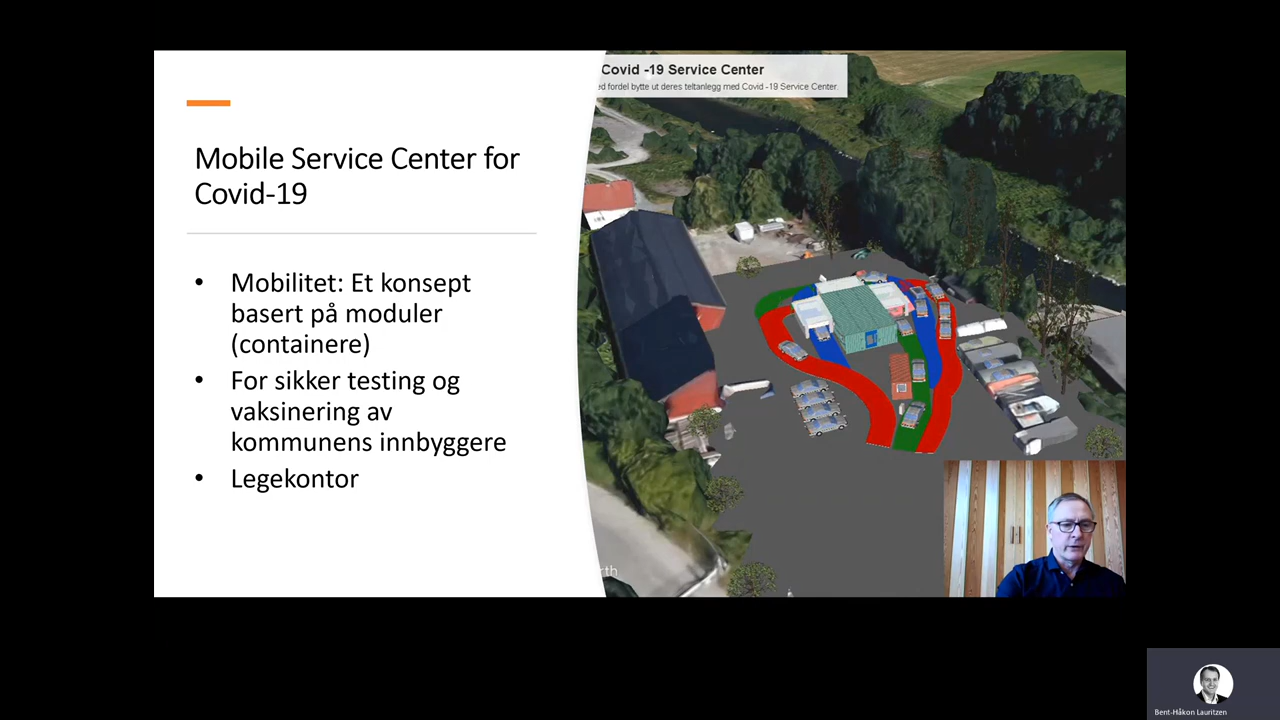 Covid -19 Service Center
ed fordel bytte ut deres teltanlegg med Covid -19 Service Center.
Mobile Service Center for
Covid-19
• Mobilitet: Et konsept
basert på moduler
(containere)
• For sikker testing og
vaksinering av
kommunens innbyggere
• Legekontor
rth
Bent-Håkon Lauritzen